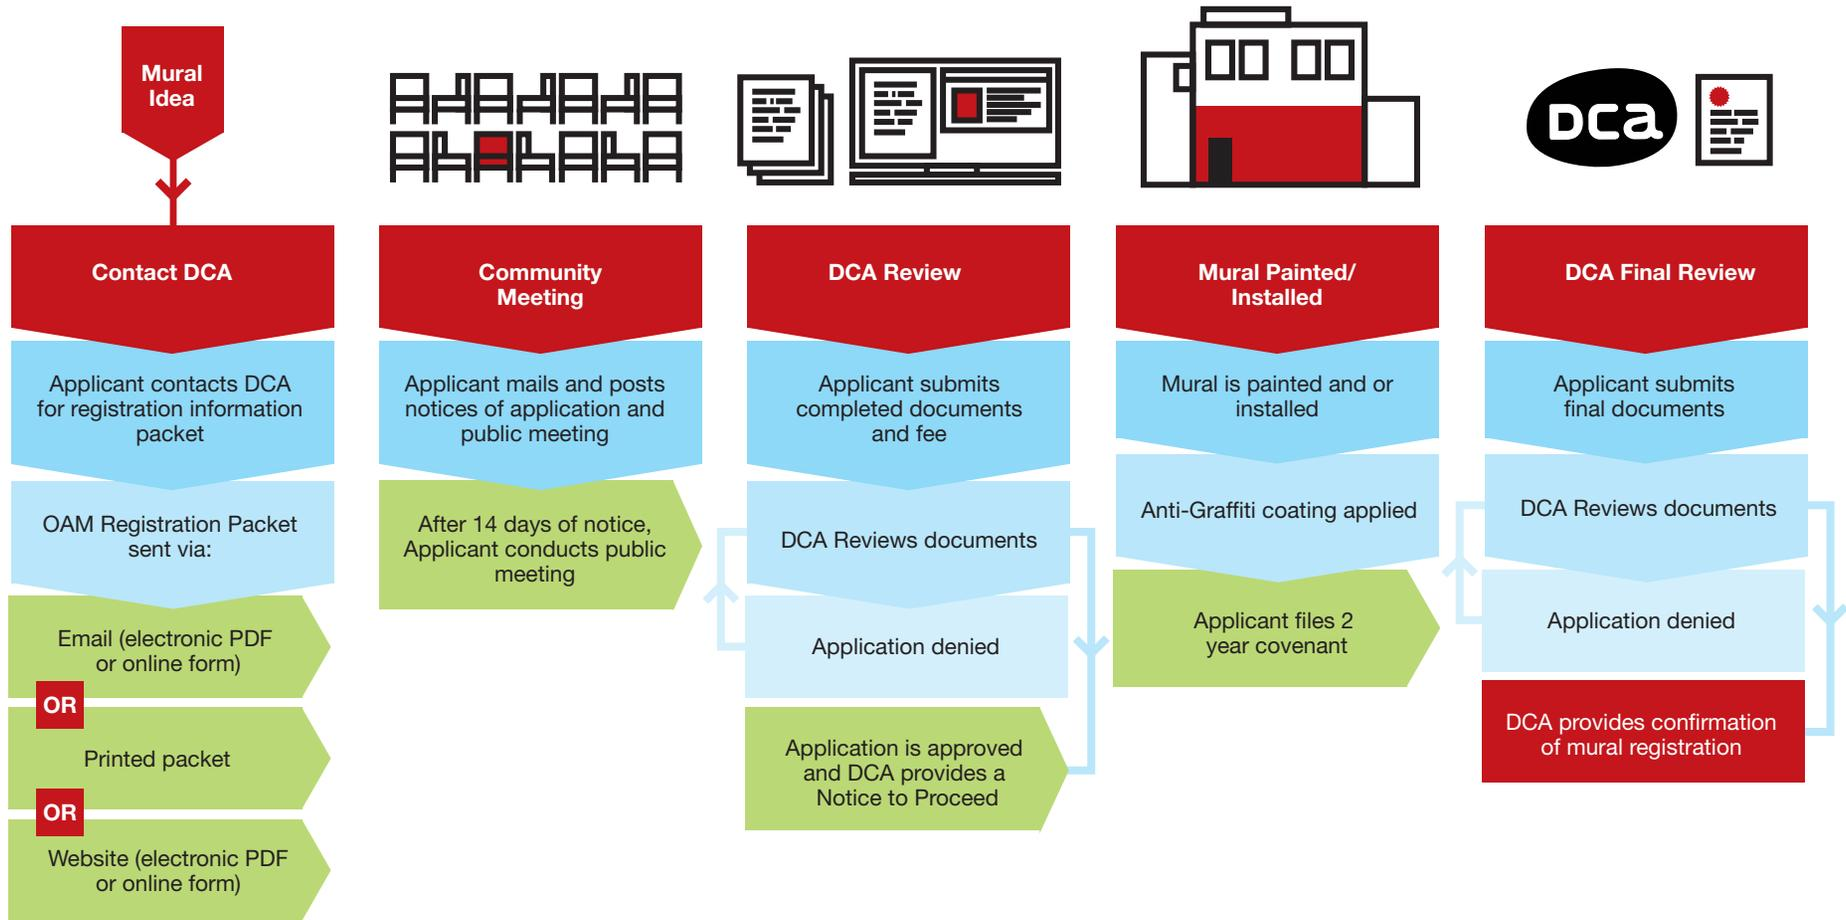 Mural
Idea
DCA
Contact DCA
Applicant contacts DCA
for registration information
packet
OAM Registration Packet
sent via:
Email (electronic PDF
or online form)
OR
Printed packet
OR
Website (electronic PDF
or online form)
Community
Meeting
Applicant mails and posts
notices of application and
public meeting
After 14 days of notice,
Applicant conducts public
meeting
DCA Review
Applicant submits
completed documents
and fee
DCA Reviews documents
Application denied
Application is approved
and DCA provides a
Notice to Proceed
Mural Painted/
Installed
Mural is painted and or
installed
Anti-Graffiti coating applied
Applicant files 2
year covenant
DCA Final Review
Applicant submits
final documents
DCA Reviews documents
Application denied
DCA provides confirmation
of mural registration